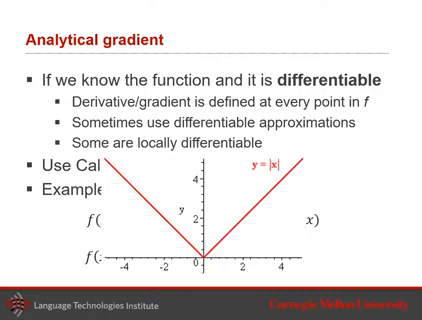 Analytical gradient
▪ If we know the function and it is differentiable
▪ Derivative/gradient is defined at every point in f
▪ Sometimes use differentiable approximations
▪ Some are locally differentiable
▪ Use Cal
▪ Example
y = |x|
4
y
2
f(
x)
f(
0
-4 -2 2 4
Language Technologies Institute
Carnegie Mellon University